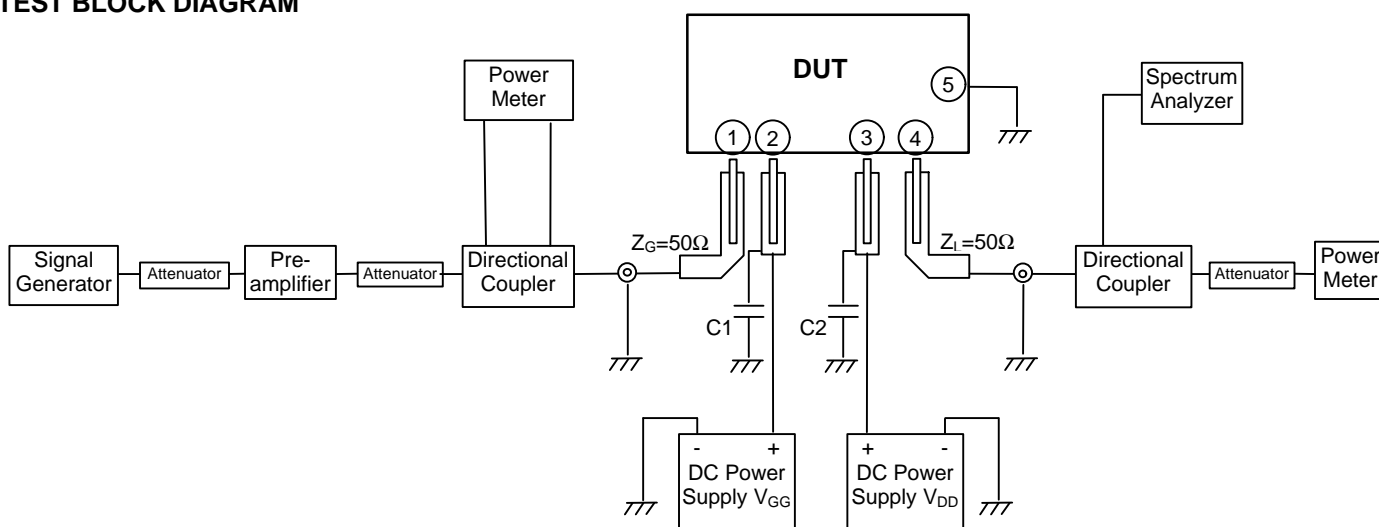 TEST BLOCK DIAGRAM
DUT
5
1
2
3
4
Power
Meter
Spectrum
Analyzer
Z_G=50Ω
Z_L=50Ω
Signal
Generator
Attenuator
Pre-
amplifier
Attenuator
Directional
Coupler
Directional
Coupler
Attenuator
Power
Meter
C1
C2
- +
DC Power
Supply V_GG
+ -
DC Power
Supply V_DD